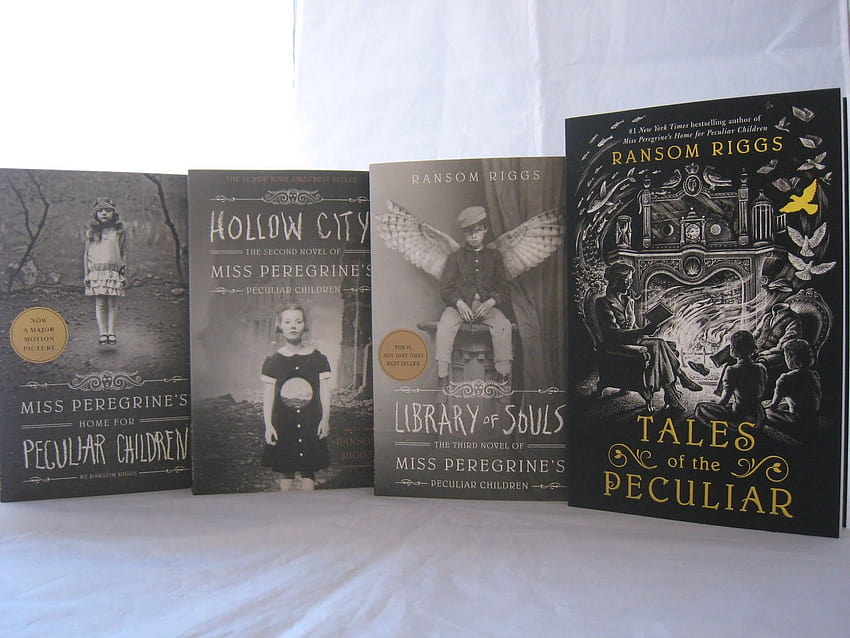 NOW
A MAJOR
MOTION
PICTURE
MISS PEREGRINE'S
HOME FOR
PECULIAR CHILDREN
BY RANSOM RIGGS
THE #1 NEW YORK TIMES BEST SELLER
HOLLOW CITY
THE SECOND NOVEL OF
MISS PEREGRINE'S
PECULIAR CHILDREN
BY
RANSOM
RIGGS
RANSOM RIGGS
THE #1
NEW YORK TIMES
BEST SELLER
LIBRARY OF SOULS
THE THIRD NOVEL OF
MISS PEREGRINE'S
PECULIAR CHILDREN
#1 New York Times bestselling author of
Miss Peregrine's Home for Peculiar Children
RANSOM RIGGS
TALES
of the
PECULIAR